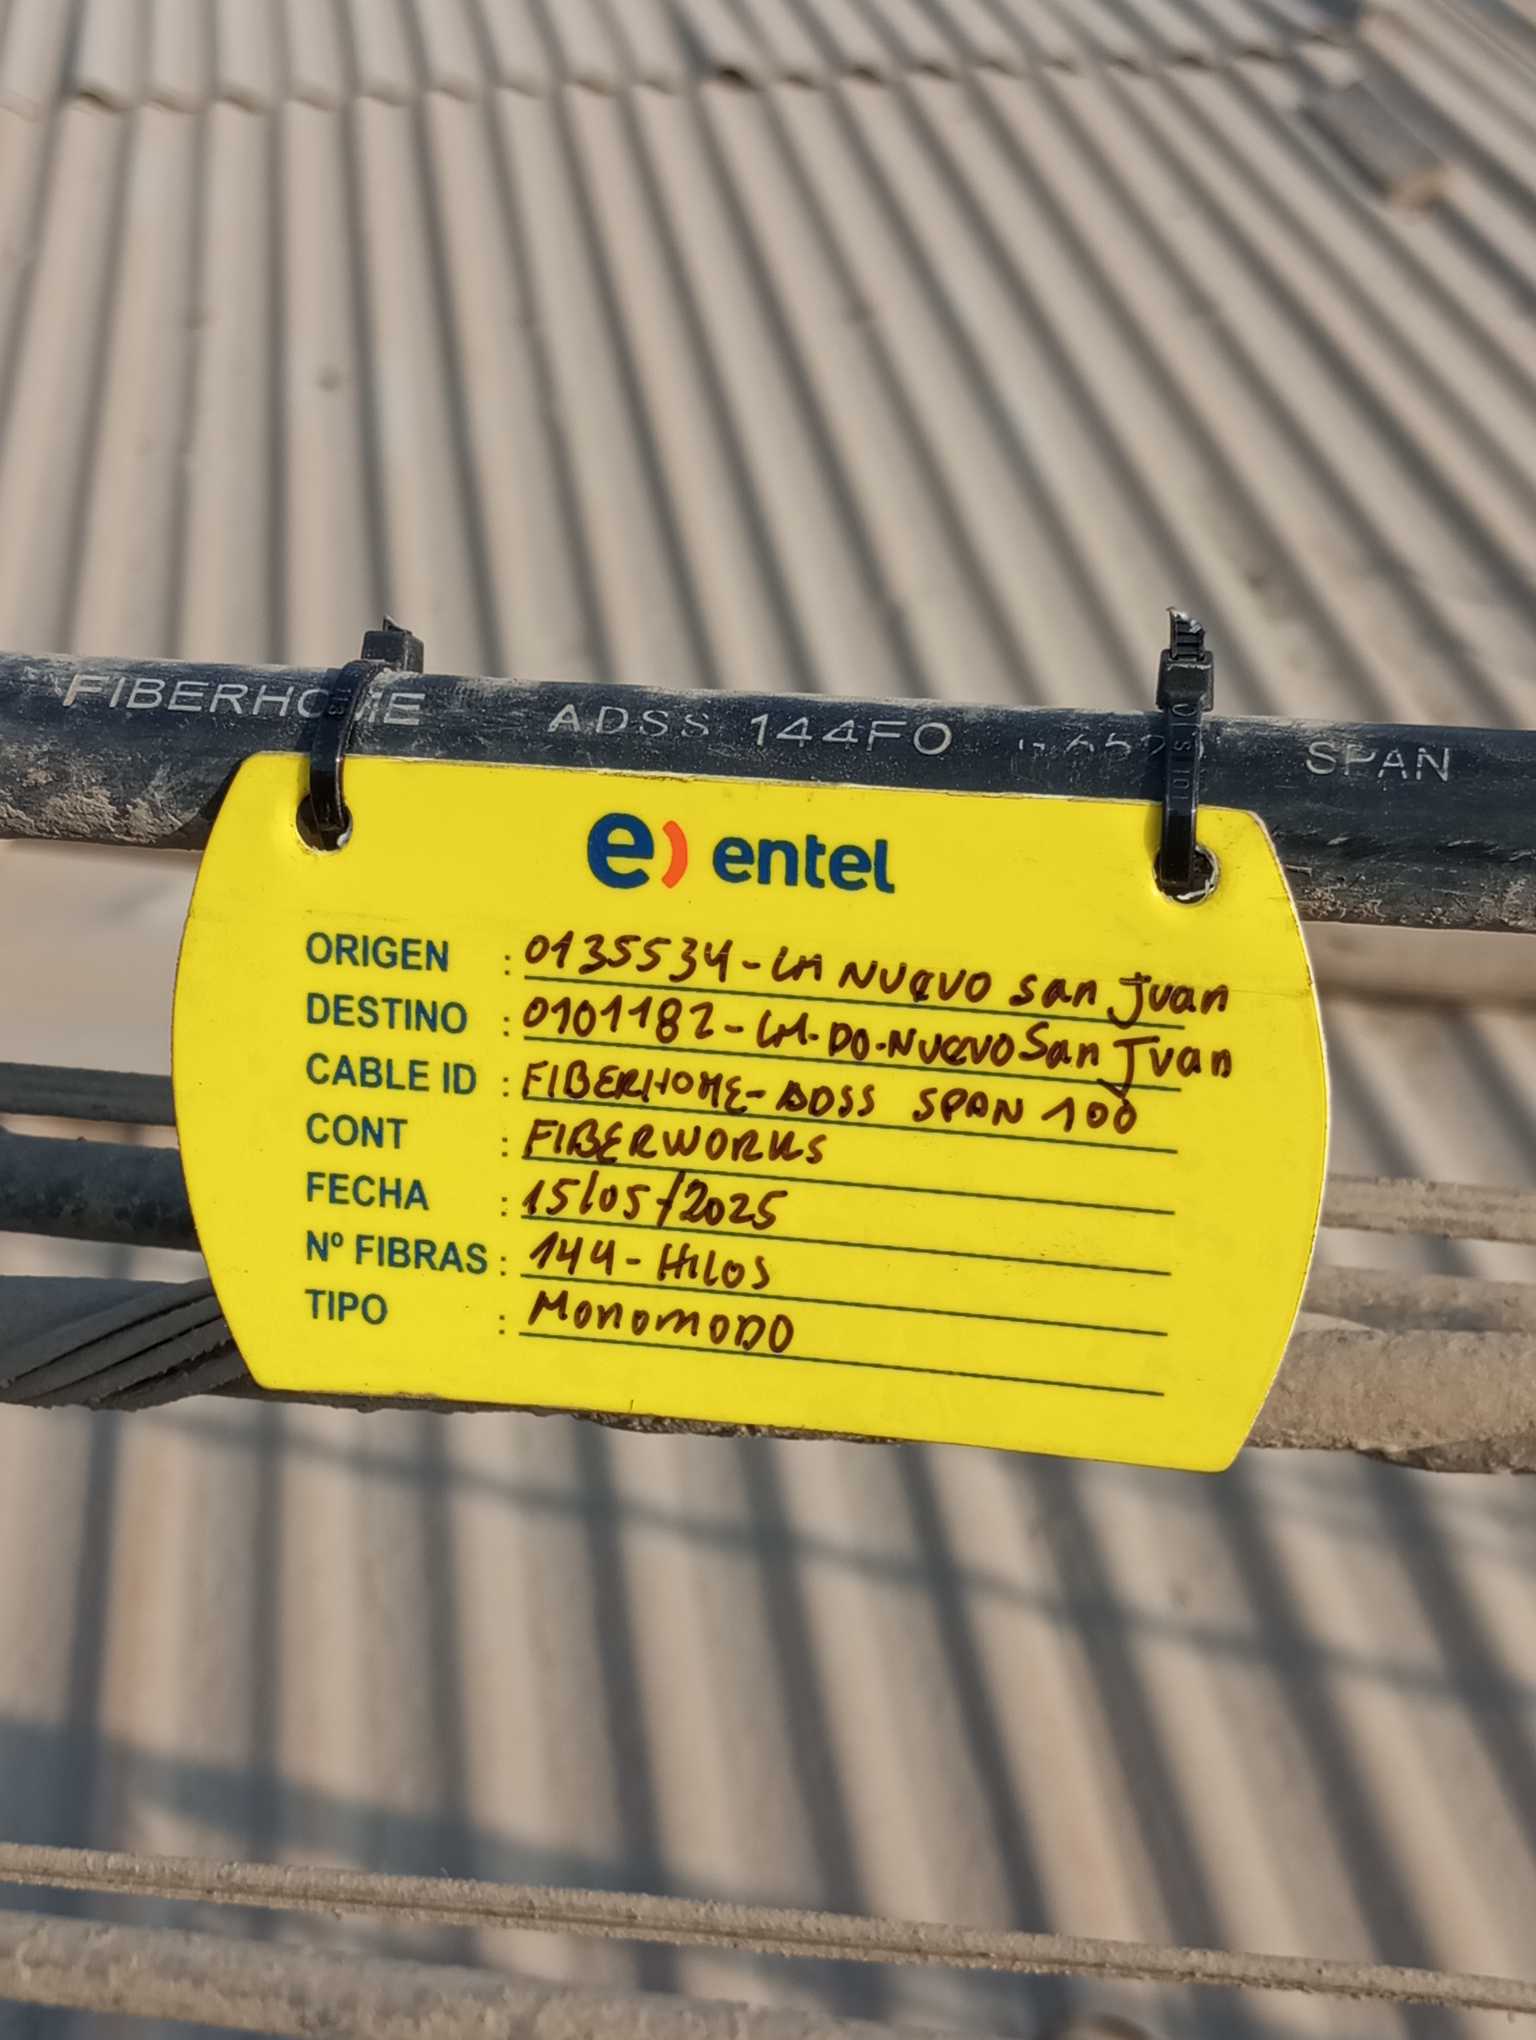 FIBERHOME ADSS 144FO SPAN
e) entel
ORIGEN : 0135534-LM NUEVO San Juan
DESTINO : 0101182-LM-DO-NUEVO San Juan
CABLE ID : FIBERHOME-ADSS SPAN 100
CONT : FIBERWORKS
FECHA : 15/05/2025
Nº FIBRAS : 144-HILOS
TIPO : MONOMODO